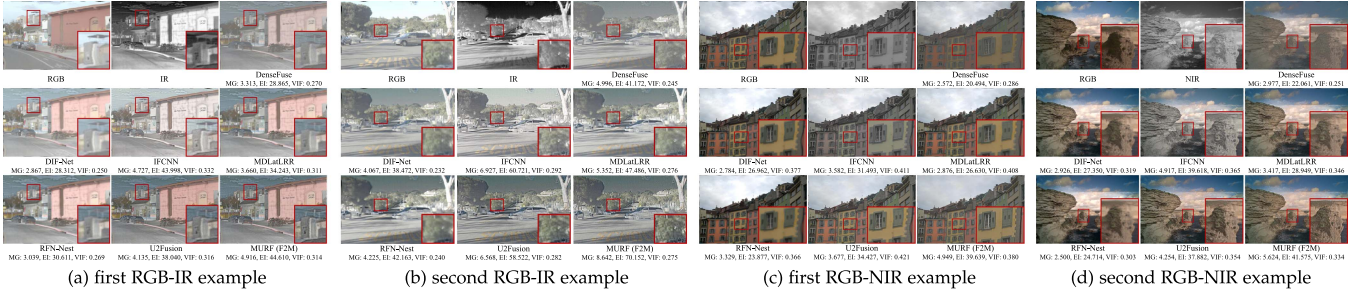 RGB IR DenseFuse
MG: 3.313, EI: 28.865, VIF: 0.270
DIF-Net IFCNN MDLatLRR
MG: 2.867, EI: 28.312, VIF: 0.250 MG: 4.727, EI: 43.998, VIF: 0.332 MG: 3.660, EI: 34.243, VIF: 0.311
RFN-Nest U2Fusion MURF (F2M)
MG: 3.039, EI: 30.611, VIF: 0.269 MG: 4.135, EI: 38.040, VIF: 0.316 MG: 4.916, EI: 44.610, VIF: 0.314
(a) first RGB-IR example
RGB IR DenseFuse
MG: 4.996, EI: 41.172, VIF: 0.245
DIF-Net IFCNN MDLatLRR
MG: 4.067, EI: 38.472, VIF: 0.232 MG: 6.927, EI: 60.721, VIF: 0.292 MG: 5.352, EI: 47.486, VIF: 0.276
RFN-Nest U2Fusion MURF (F2M)
MG: 4.225, EI: 42.163, VIF: 0.240 MG: 6.568, EI: 58.522, VIF: 0.282 MG: 8.642, EI: 70.152, VIF: 0.275
(b) second RGB-IR example
RGB NIR DenseFuse
MG: 2.572, EI: 20.494, VIF: 0.286
DIF-Net IFCNN MDLatLRR
MG: 2.784, EI: 26.962, VIF: 0.377 MG: 3.582, EI: 31.493, VIF: 0.411 MG: 2.876, EI: 26.630, VIF: 0.408
RFN-Nest U2Fusion MURF (F2M)
MG: 3.329, EI: 23.877, VIF: 0.366 MG: 3.677, EI: 34.427, VIF: 0.421 MG: 4.949, EI: 39.639, VIF: 0.380
(c) first RGB-NIR example
RGB NIR DenseFuse
MG: 2.977, EI: 22.061, VIF: 0.251
DIF-Net IFCNN MDLatLRR
MG: 2.926, EI: 27.350, VIF: 0.319 MG: 4.917, EI: 39.618, VIF: 0.365 MG: 3.417, EI: 28.949, VIF: 0.346
RFN-Nest U2Fusion MURF (F2M)
MG: 2.500, EI: 24.714, VIF: 0.303 MG: 4.254, EI: 37.882, VIF: 0.354 MG: 5.624, EI: 41.575, VIF: 0.334
(d) second RGB-NIR example